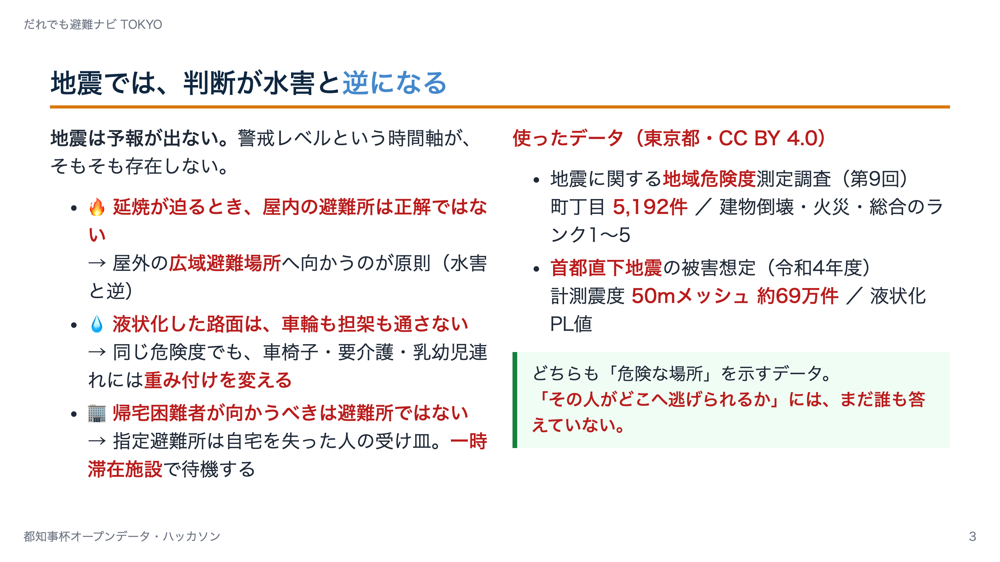 だれでも避難ナビ TOKYO
地震では、判断が水害と逆になる
地震は予報が出ない。警戒レベルという時間軸が、
そもそも存在しない。
• 🔥 延焼が迫るとき、屋内の避難所は正解ではな
い
→ 屋外の広域避難場所へ向かうのが原則（水害
と逆）
• 💧 液状化した路面は、車輪も担架も通さない
→ 同じ危険度でも、車椅子・要介護・乳幼児連
れには重み付けを変える
• 🏢 帰宅困難者が向かうべきは避難所ではない
→ 指定避難所は自宅を失った人の受け皿。一時
滞在施設で待機する
使ったデータ（東京都・CC BY 4.0）
• 地震に関する地域危険度測定調査（第9回）
町丁目 5,192件 ／ 建物倒壊・火災・総合のラ
ンク1〜5
• 首都直下地震の被害想定（令和4年度）
計測震度 50mメッシュ 約69万件 ／ 液状化
PL値
どちらも「危険な場所」を示すデータ。
「その人がどこへ逃げられるか」には、まだ誰も答
えていない。
都知事杯オープンデータ・ハッカソン
3